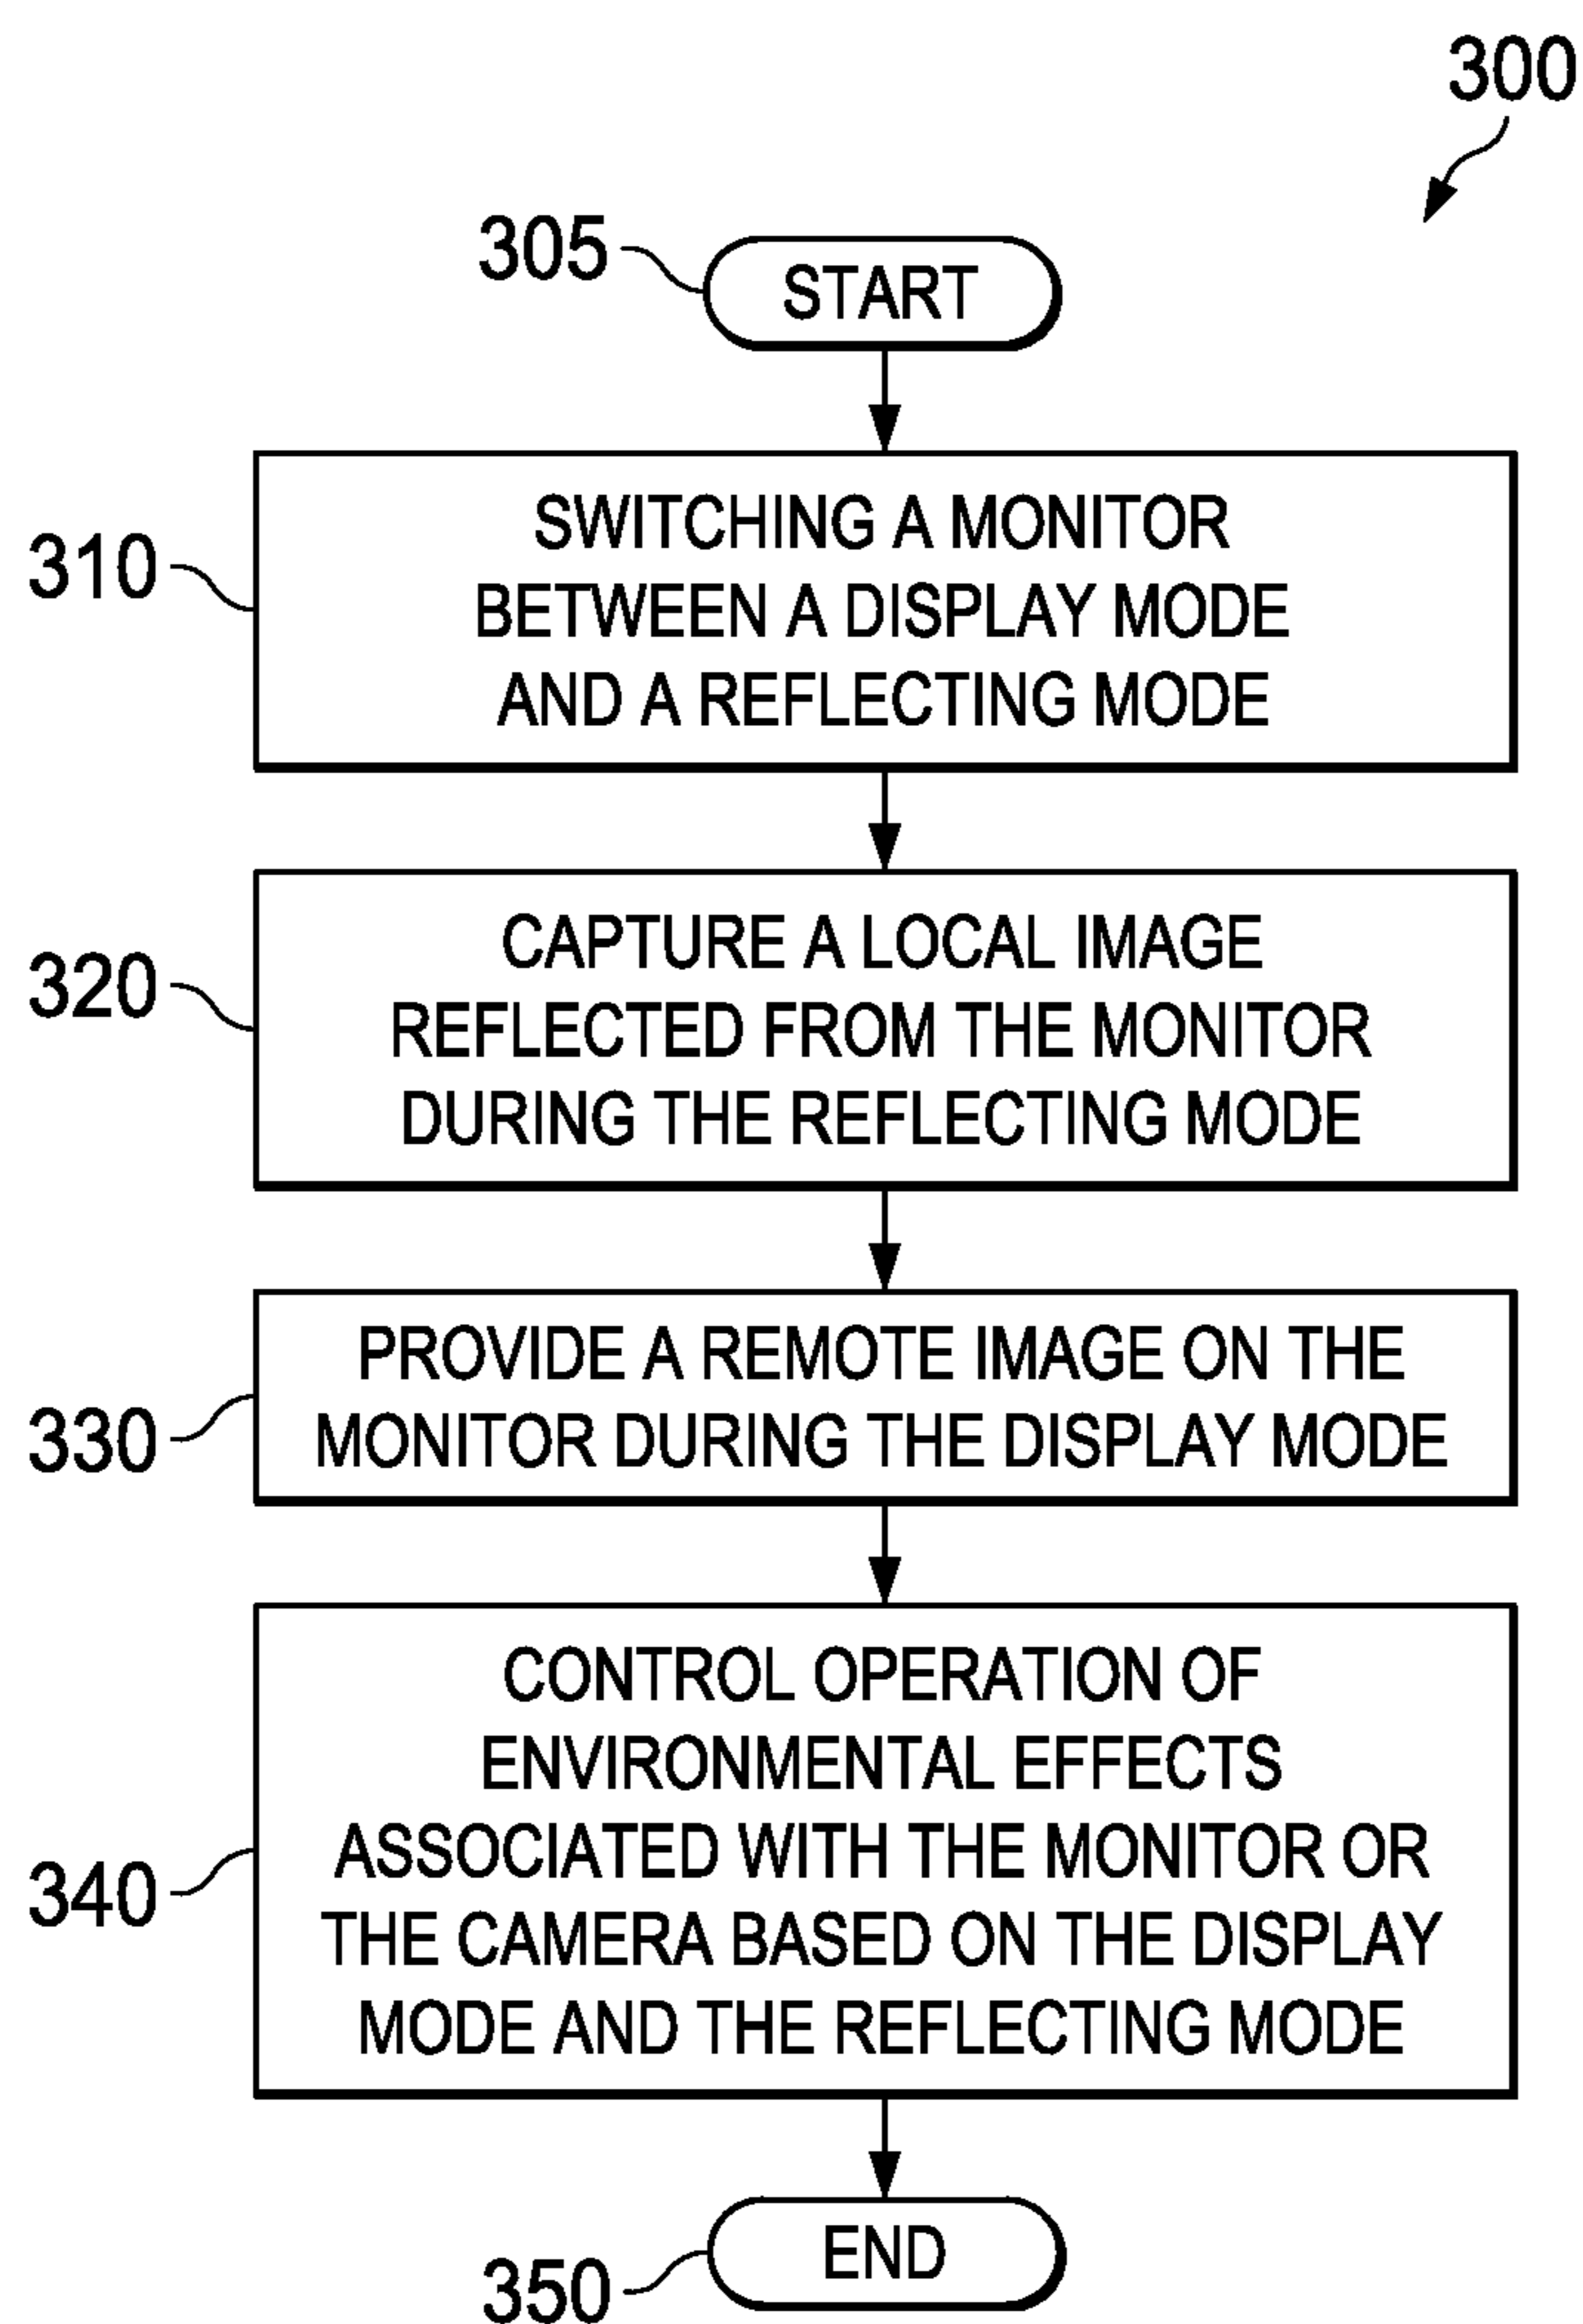 300
305
START
310
SWITCHING A MONITOR
BETWEEN A DISPLAY MODE
AND A REFLECTING MODE
320
CAPTURE A LOCAL IMAGE
REFLECTED FROM THE MONITOR
DURING THE REFLECTING MODE
330
PROVIDE A REMOTE IMAGE ON THE
MONITOR DURING THE DISPLAY MODE
340
CONTROL OPERATION OF
ENVIRONMENTAL EFFECTS
ASSOCIATED WITH THE MONITOR OR
THE CAMERA BASED ON THE DISPLAY
MODE AND THE REFLECTING MODE
350
END